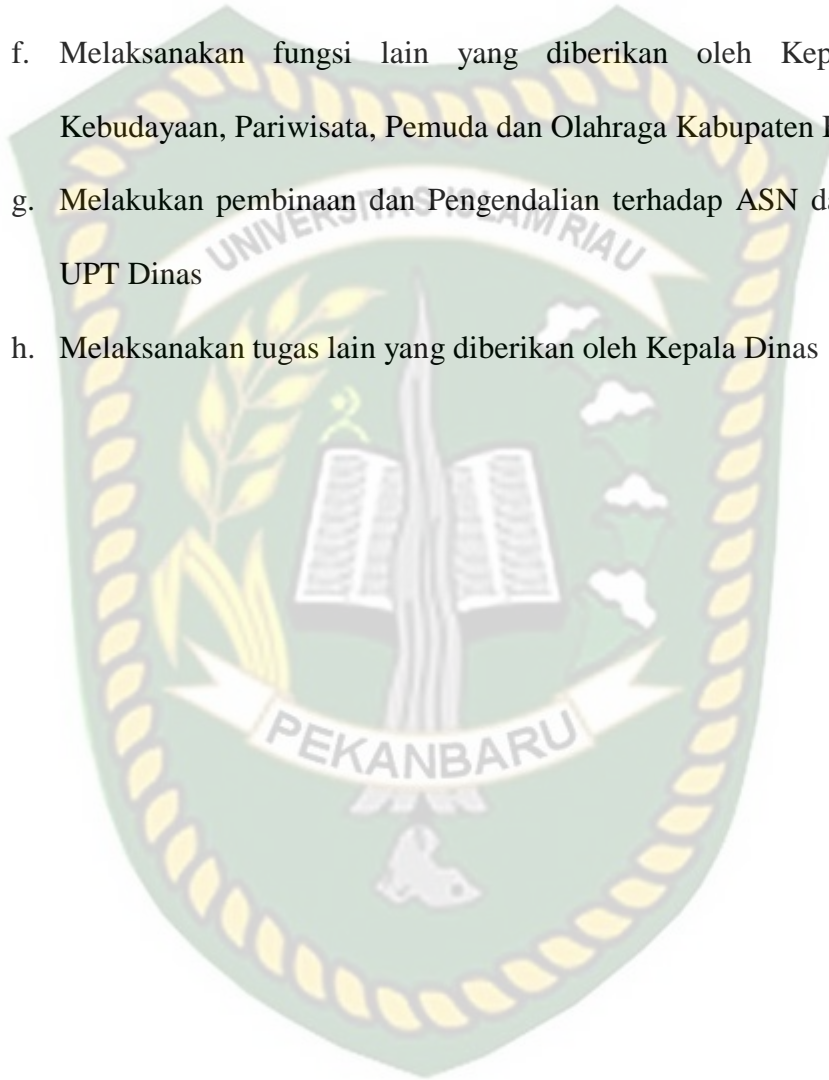 f. Melaksanakan fungsi lain yang diberikan oleh
Kebudayaan, Pariwisata, Pemuda dan Olahraga Kabupaten
g. Melakukan pembinaan dan Pengendalian terhadap ASN
UPT Dinas
h. Melaksanakan tugas lain yang diberikan oleh Kepala Dinas
UNIVERSITAS ISLAM RIAU
PEKANBARU